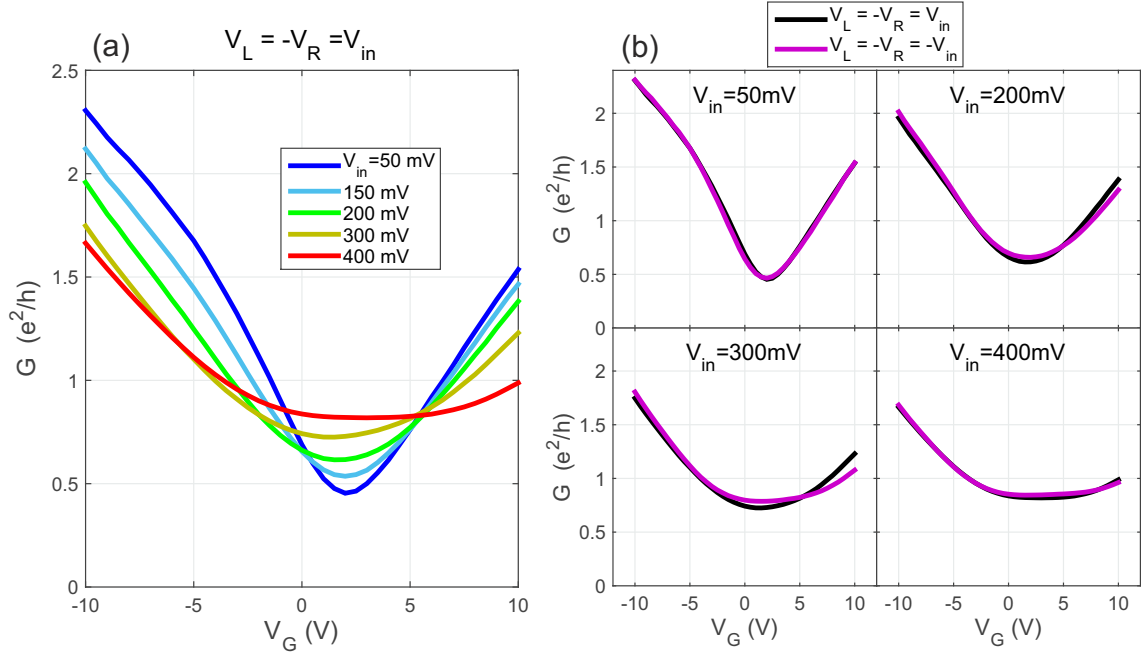 (a)
V_L = -V_R =V_in
2.5
2
1.5
1
0.5
0
G (e^2/h)
V_in=50 mV
150 mV
200 mV
300 mV
400 mV
-10 -5 0 5 10
V_G (V)
(b)
V_L = -V_R = V_in
V_L = -V_R = -V_in
V_in=50mV
V_in=200mV
2
1.5
1
0.5
0
G (e^2/h)
G (e^2/h)
V_in=300mV
V_in=400mV
2
1.5
1
0.5
0
G (e^2/h)
G (e^2/h)
-10 -5 0 5 10
-10 -5 0 5 10
V_G (V)
V_G (V)